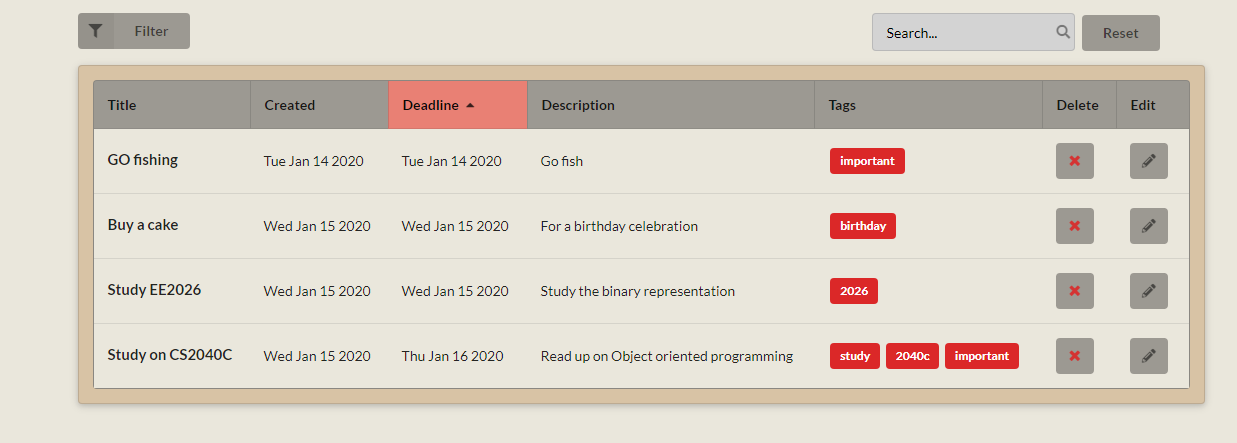 Filter Search... Reset
Title Created Deadline Description Tags Delete Edit
GO fishing Tue Jan 14 2020 Tue Jan 14 2020 Go fish important
Buy a cake Wed Jan 15 2020 Wed Jan 15 2020 For a birthday celebration birthday
Study EE2026 Wed Jan 15 2020 Wed Jan 15 2020 Study the binary representation 2026
Study on CS2040C Wed Jan 15 2020 Thu Jan 16 2020 Read up on Object oriented programming study 2040c important